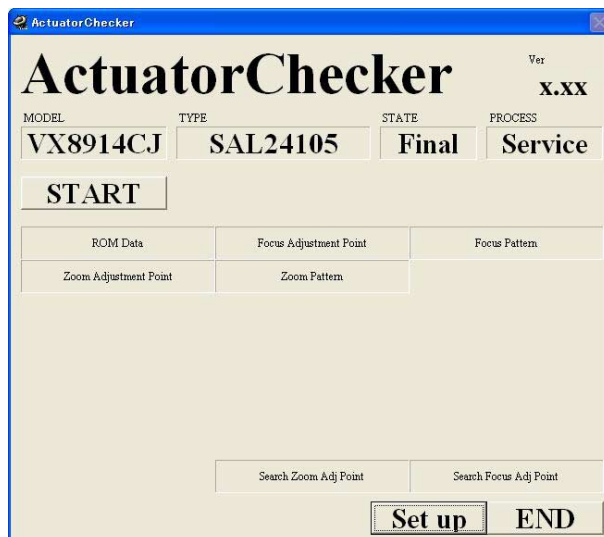 ActuatorChecker
ActuatorChecker
Ver
x.xx
MODEL TYPE STATE PROCESS
VX8914CJ SAL24105 Final Service
START
ROM Data Focus Adjustment Point Focus Pattern
Zoom Adjustment Point Zoom Pattern
Search Zoom Adj Point Search Focus Adj Point
Set up END